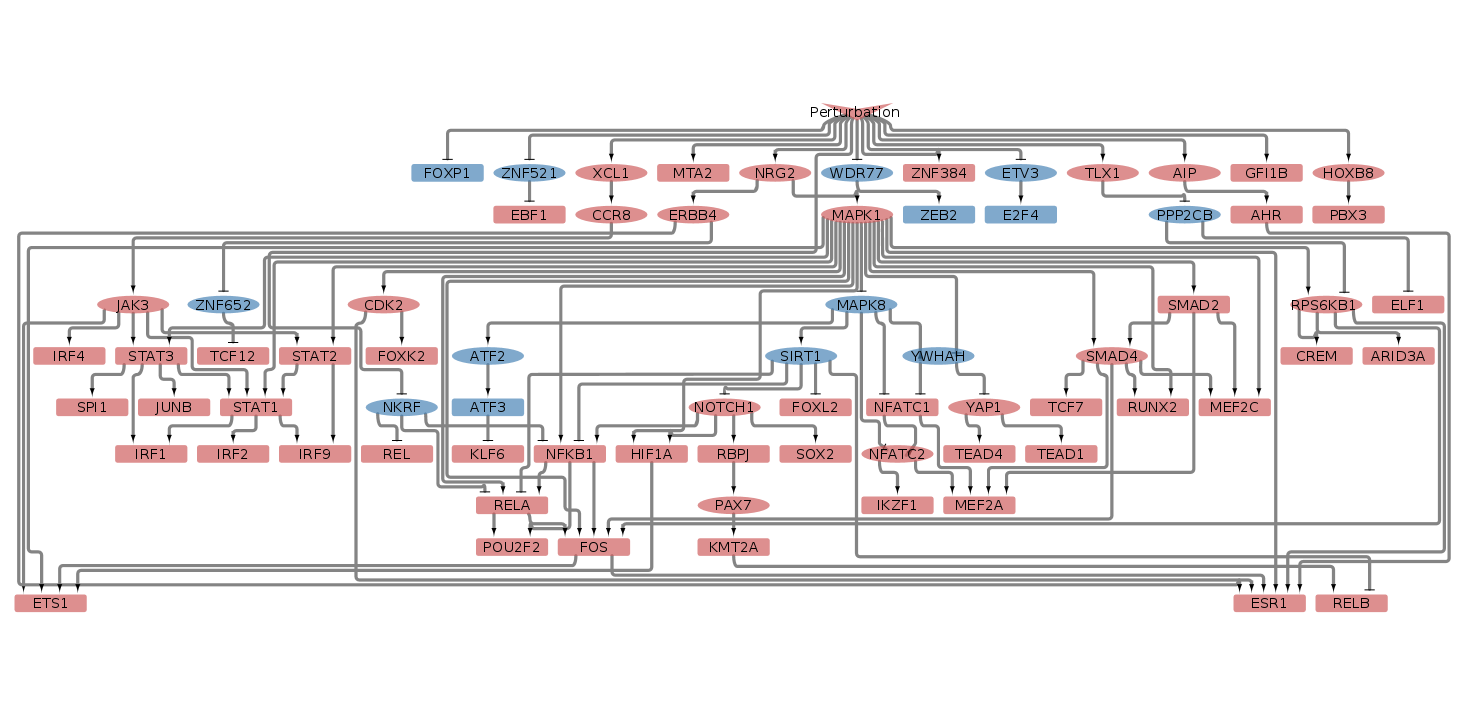 Perturbation
FOXP1 ZNF521 XCL1 MTA2 NRG2 WDR77 ZNF384 ETV3 TLX1 AIP GFI1B HOXB8
EBF1 CCR8 ERBB4 MAPK1 ZEB2 E2F4 PPP2CB AHR PBX3
JAK3 ZNF652 CDK2 MAPK8 SMAD2 RPS6KB1 ELF1
IRF4 STAT3 TCF12 STAT2 FOXK2 ATF2 SIRT1 YWHAH SMAD4 CREM ARID3A
SPI1 JUNB STAT1 NKRF ATF3 NOTCH1 FOXL2 NFATC1 YAP1 TCF7 RUNX2 MEF2C
IRF1 IRF2 IRF9 REL KLF6 NFKB1 HIF1A RBPJ SOX2 NFATC2 TEAD4 TEAD1
RELA PAX7 IKZF1 MEF2A
POU2F2 FOS KMT2A
ETS1 ESR1 RELB